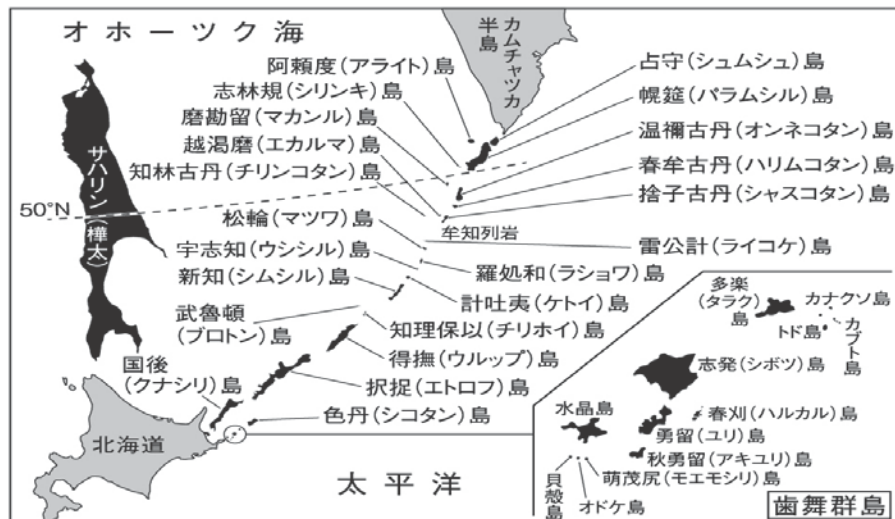 オホーツク海
カムチャツカ
半島
阿頼度(アライト)島
志林規(シリンキ)島
磨勘留(マカンル)島
越渇磨(エカルマ)島
知林古丹(チリンコタン)島
占守(シュムシュ)島
幌筵(パラムシル)島
温禰古丹(オンネコタン)島
春牟古丹(ハリムコタン)島
捨子古丹(シャスコタン)島
サハリン(樺太)
50°N
松輪(マツワ)島
牟知列岩
雷公計(ライコケ)島
宇志知(ウシシル)島
羅処和(ラショワ)島
新知(シムシル)島
計吐夷(ケトイ)島
武魯頓
(ブロトン)島
知理保以(チリホイ)島
得撫(ウルップ)島
国後
(クナシリ)島
択捉(エトロフ)島
色丹(シコタン)島
北海道
太平洋
多楽
(タラク)
島
カナクソ島
トド島
カブト島
志発(シボツ)島
水晶島
春刈(ハルカル)島
勇留(ユリ)島
秋勇留(アキユリ)島
萌茂尻(モエモシリ)島
オドケ島
貝殻島
歯舞群島